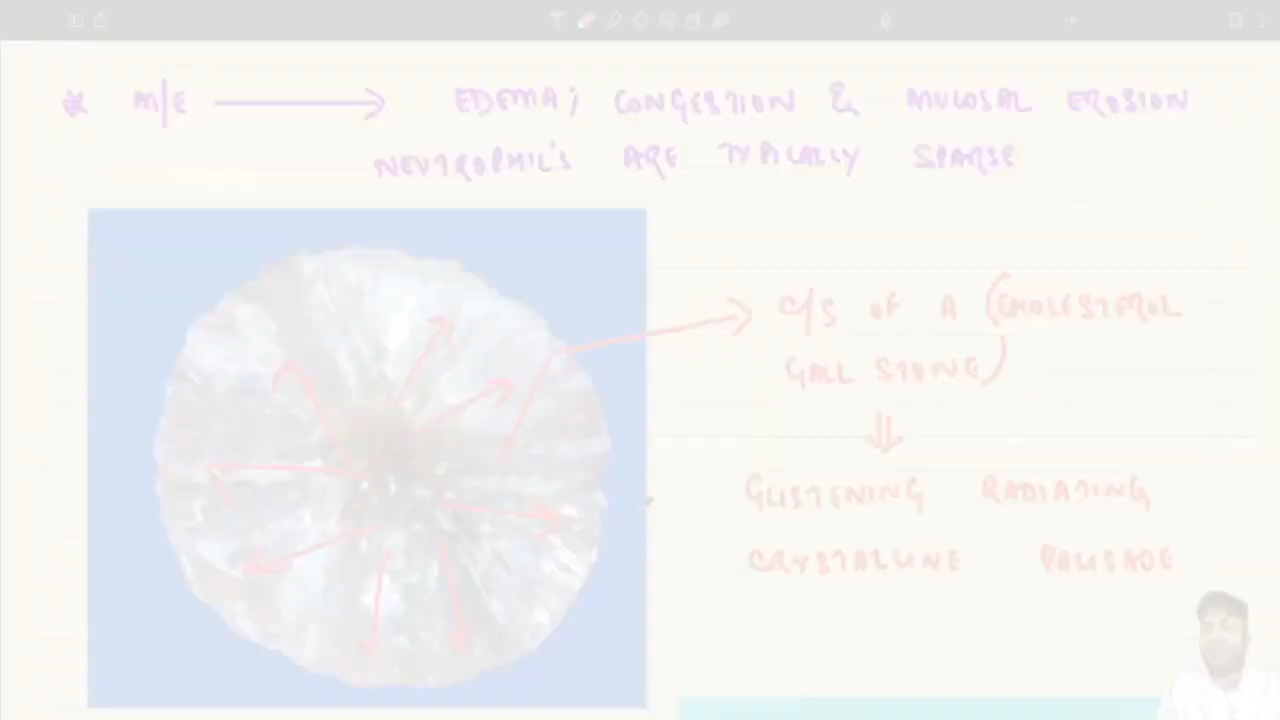 * M/E → EDEMA; CONGESTION & MUCOSAL EROSION
NEUTROPHIL'S ARE TYPICALLY SPARSE
→ C/S OF A (CHOLESTEROL
GALL STONE)
⇓
GLISTENING RADIATING
CRYSTALLINE PALISADE